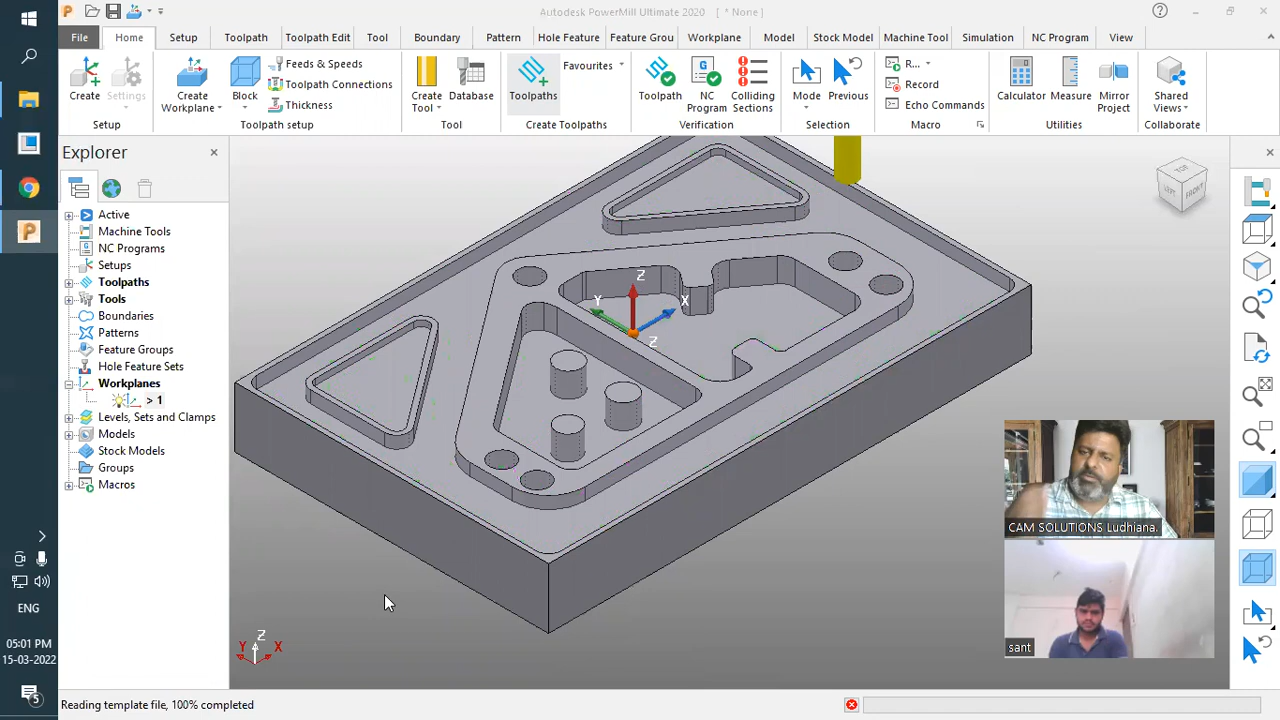 Autodesk PowerMill Ultimate 2020 [ * None ]
File Home Setup Toolpath Toolpath Edit Tool Boundary Pattern Hole Feature Feature Grou Workplane Model Stock Model Machine Tool Simulation NC Program View
Create
Settings
Setup
Create Workplane
Block
Feeds & Speeds
Toolpath Connections
Thickness
Toolpath setup
Create Tool
Database
Tool
Toolpaths
Favourites
Create Toolpaths
Toolpath
NC Program
Colliding Sections
Verification
Mode
Previous
Selection
R...
Record
Echo Commands
Macro
Calculator
Measure
Mirror Project
Utilities
Shared Views
Collaborate
Explorer
Active
Machine Tools
NC Programs
Setups
Toolpaths
Tools
Boundaries
Patterns
Feature Groups
Hole Feature Sets
Workplanes
> 1
Levels, Sets and Clamps
Models
Stock Models
Groups
Macros
Z
Y
X
Z
TOP
LEFT
FRONT
CAM SOLUTIONS Ludhiana.
sant
Z
Y
X
ENG
05:01 PM
15-03-2022
5
Reading template file, 100% completed